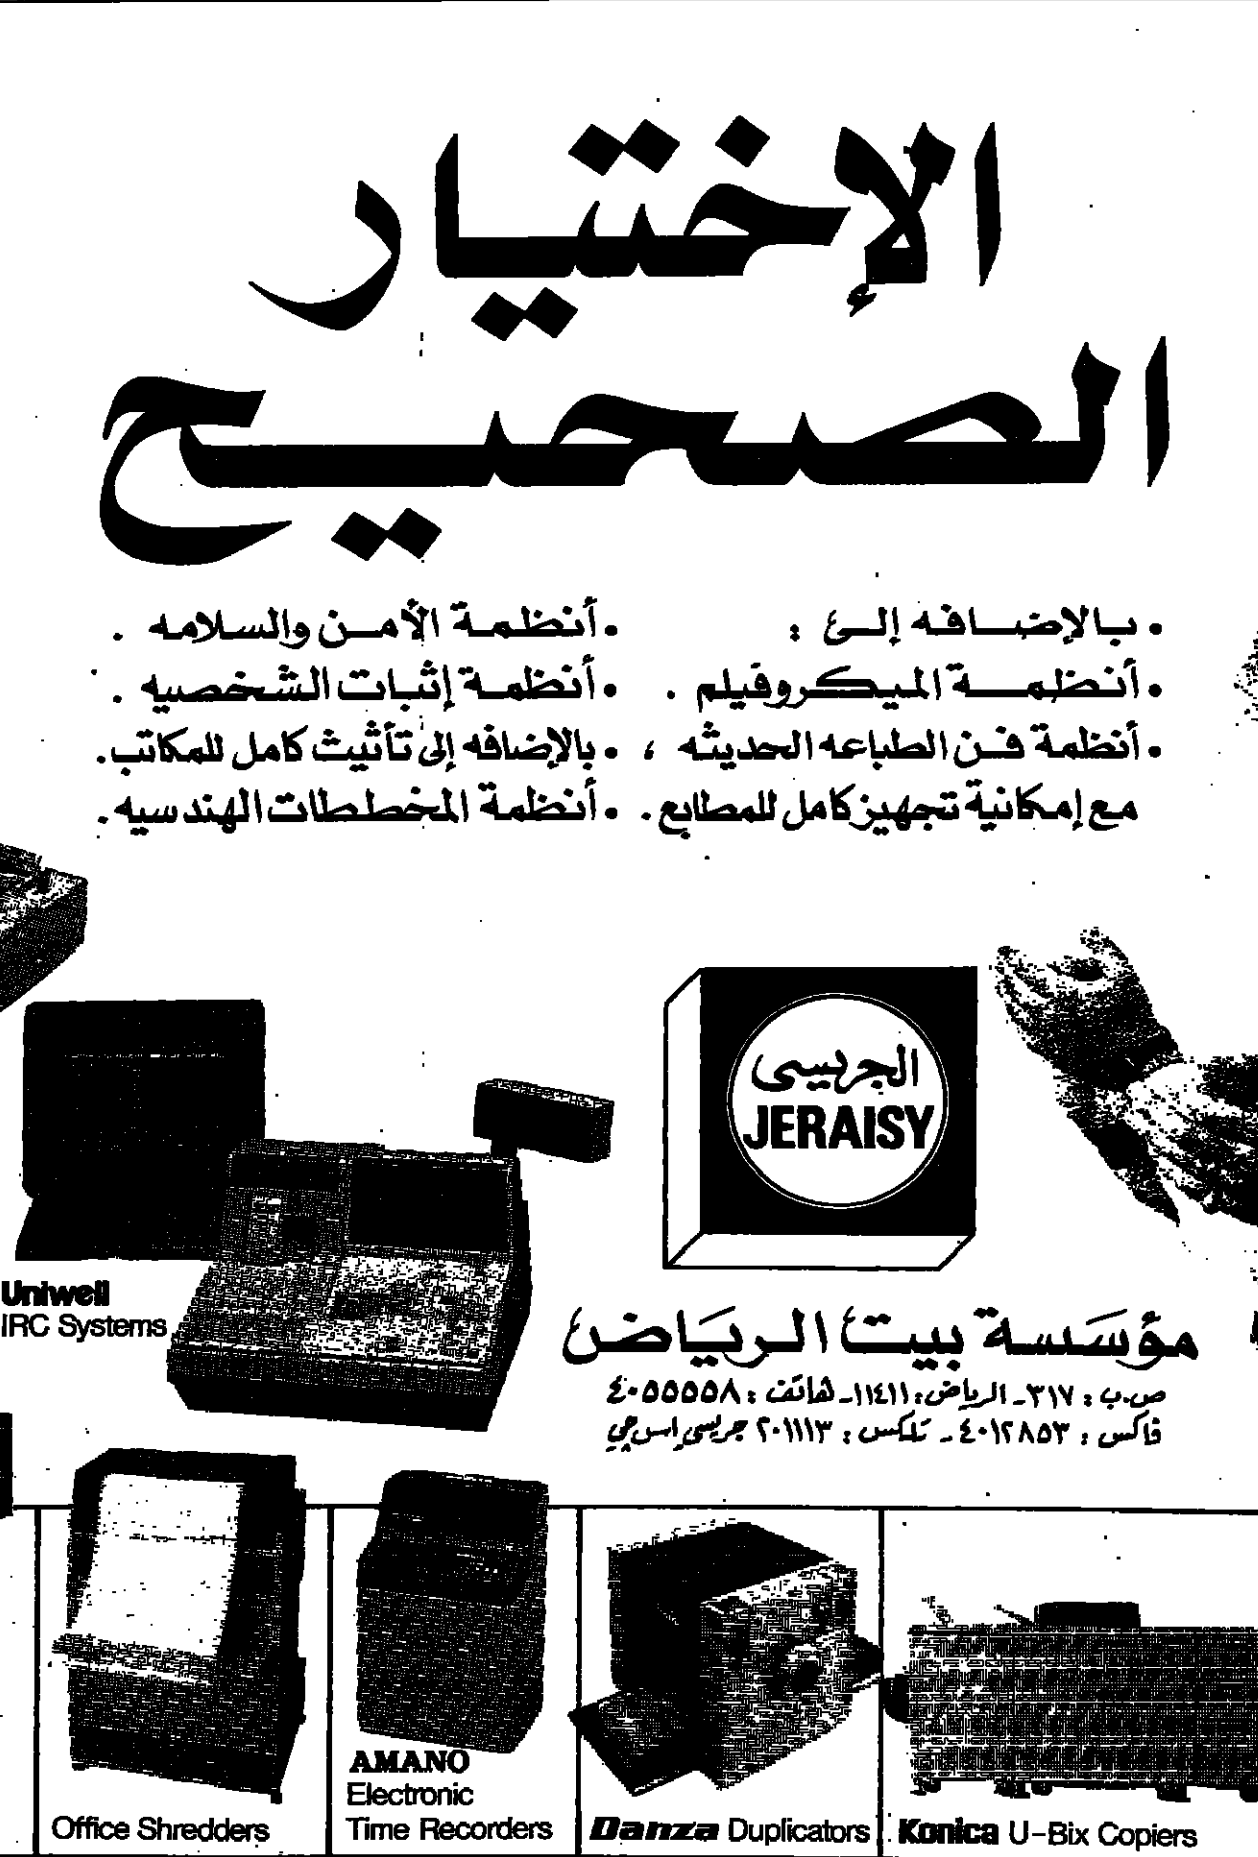 الإختيار
الصحيح
• بالإضافه إلى :
• أنظمة الميكروفيلم .
• أنظمة فن الطباعه الحديثه ،
مع إمكانية تجهيز كامل للمطابع .
• أنظمة الأمن والسلامه .
• أنظمة إثبات الشخصيه .
• بالإضافه إلى تأثيث كامل للمكاتب .
• أنظمة المخططات الهندسيه .
الجريسي
JERAISY
مؤسسة بيت الرياض
ص.ب : ٣١٧ - الرياض : ١١٤١١ - هاتف : ٤٠٥٥٥٥٨
فاكس : ٤٠١٢٨٥٣ - تلكس : ٢٠١١١٣ جريسي إس جي
Uniwell
IRC Systems
Office Shredders
AMANO
Electronic
Time Recorders
Danza Duplicators
Konica U-Bix Copiers